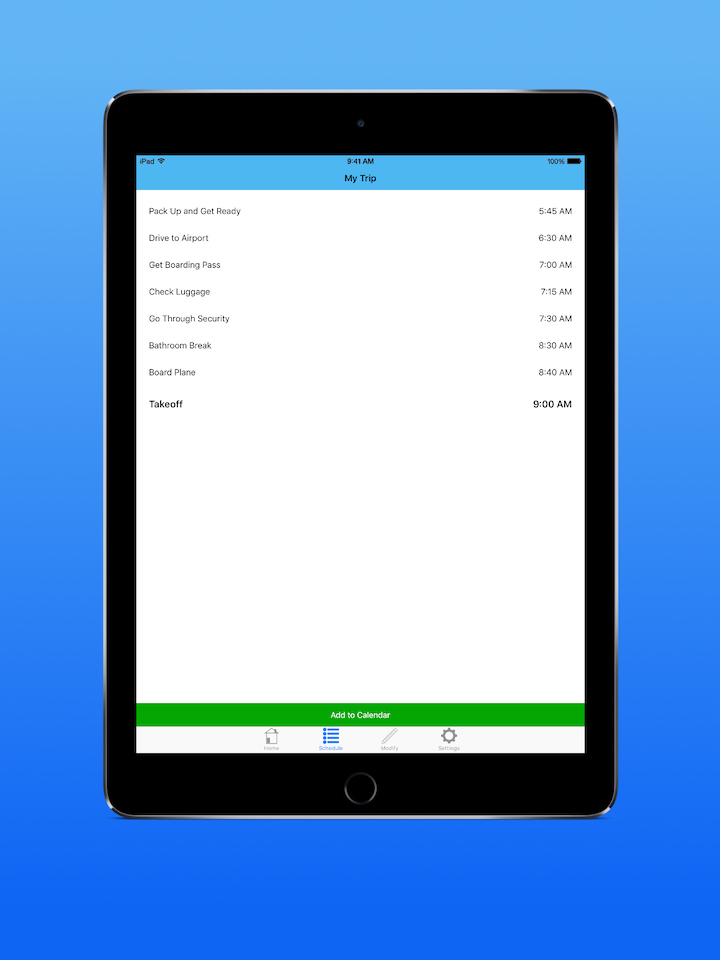 iPad 9:41 AM 100%
My Trip
Pack Up and Get Ready 5:45 AM
Drive to Airport 6:30 AM
Get Boarding Pass 7:00 AM
Check Luggage 7:15 AM
Go Through Security 7:30 AM
Bathroom Break 8:30 AM
Board Plane 8:40 AM
Takeoff 9:00 AM
Add to Calendar
Home Schedule Modify Settings